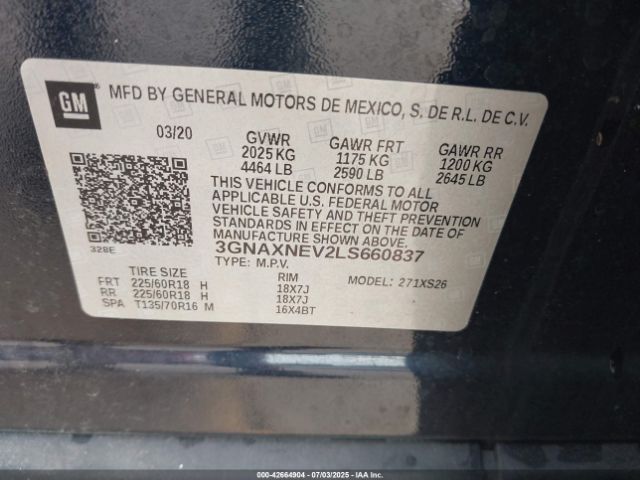 GM
MFD BY GENERAL MOTORS DE MEXICO, S. DE R.L. DE C.V.
03/20
GVWR GAWR FRT GAWR RR
2025 KG 1175 KG 1200 KG
4464 LB 2590 LB 2645 LB
THIS VEHICLE CONFORMS TO ALL
APPLICABLE U.S. FEDERAL MOTOR
VEHICLE SAFETY AND THEFT PREVENTION
STANDARDS IN EFFECT ON THE DATE
OF MANUFACTURE SHOWN ABOVE.
3GNAXNEV2LS660837
328E
TYPE: M.P.V. MODEL: 271XS26
TIRE SIZE RIM
FRT 225/60R18 H 18X7J
RR 225/60R18 H 18X7J
SPA T135/70R16 M 16X4BT
000-42664904 | 07/03/2025 | IAA Inc.